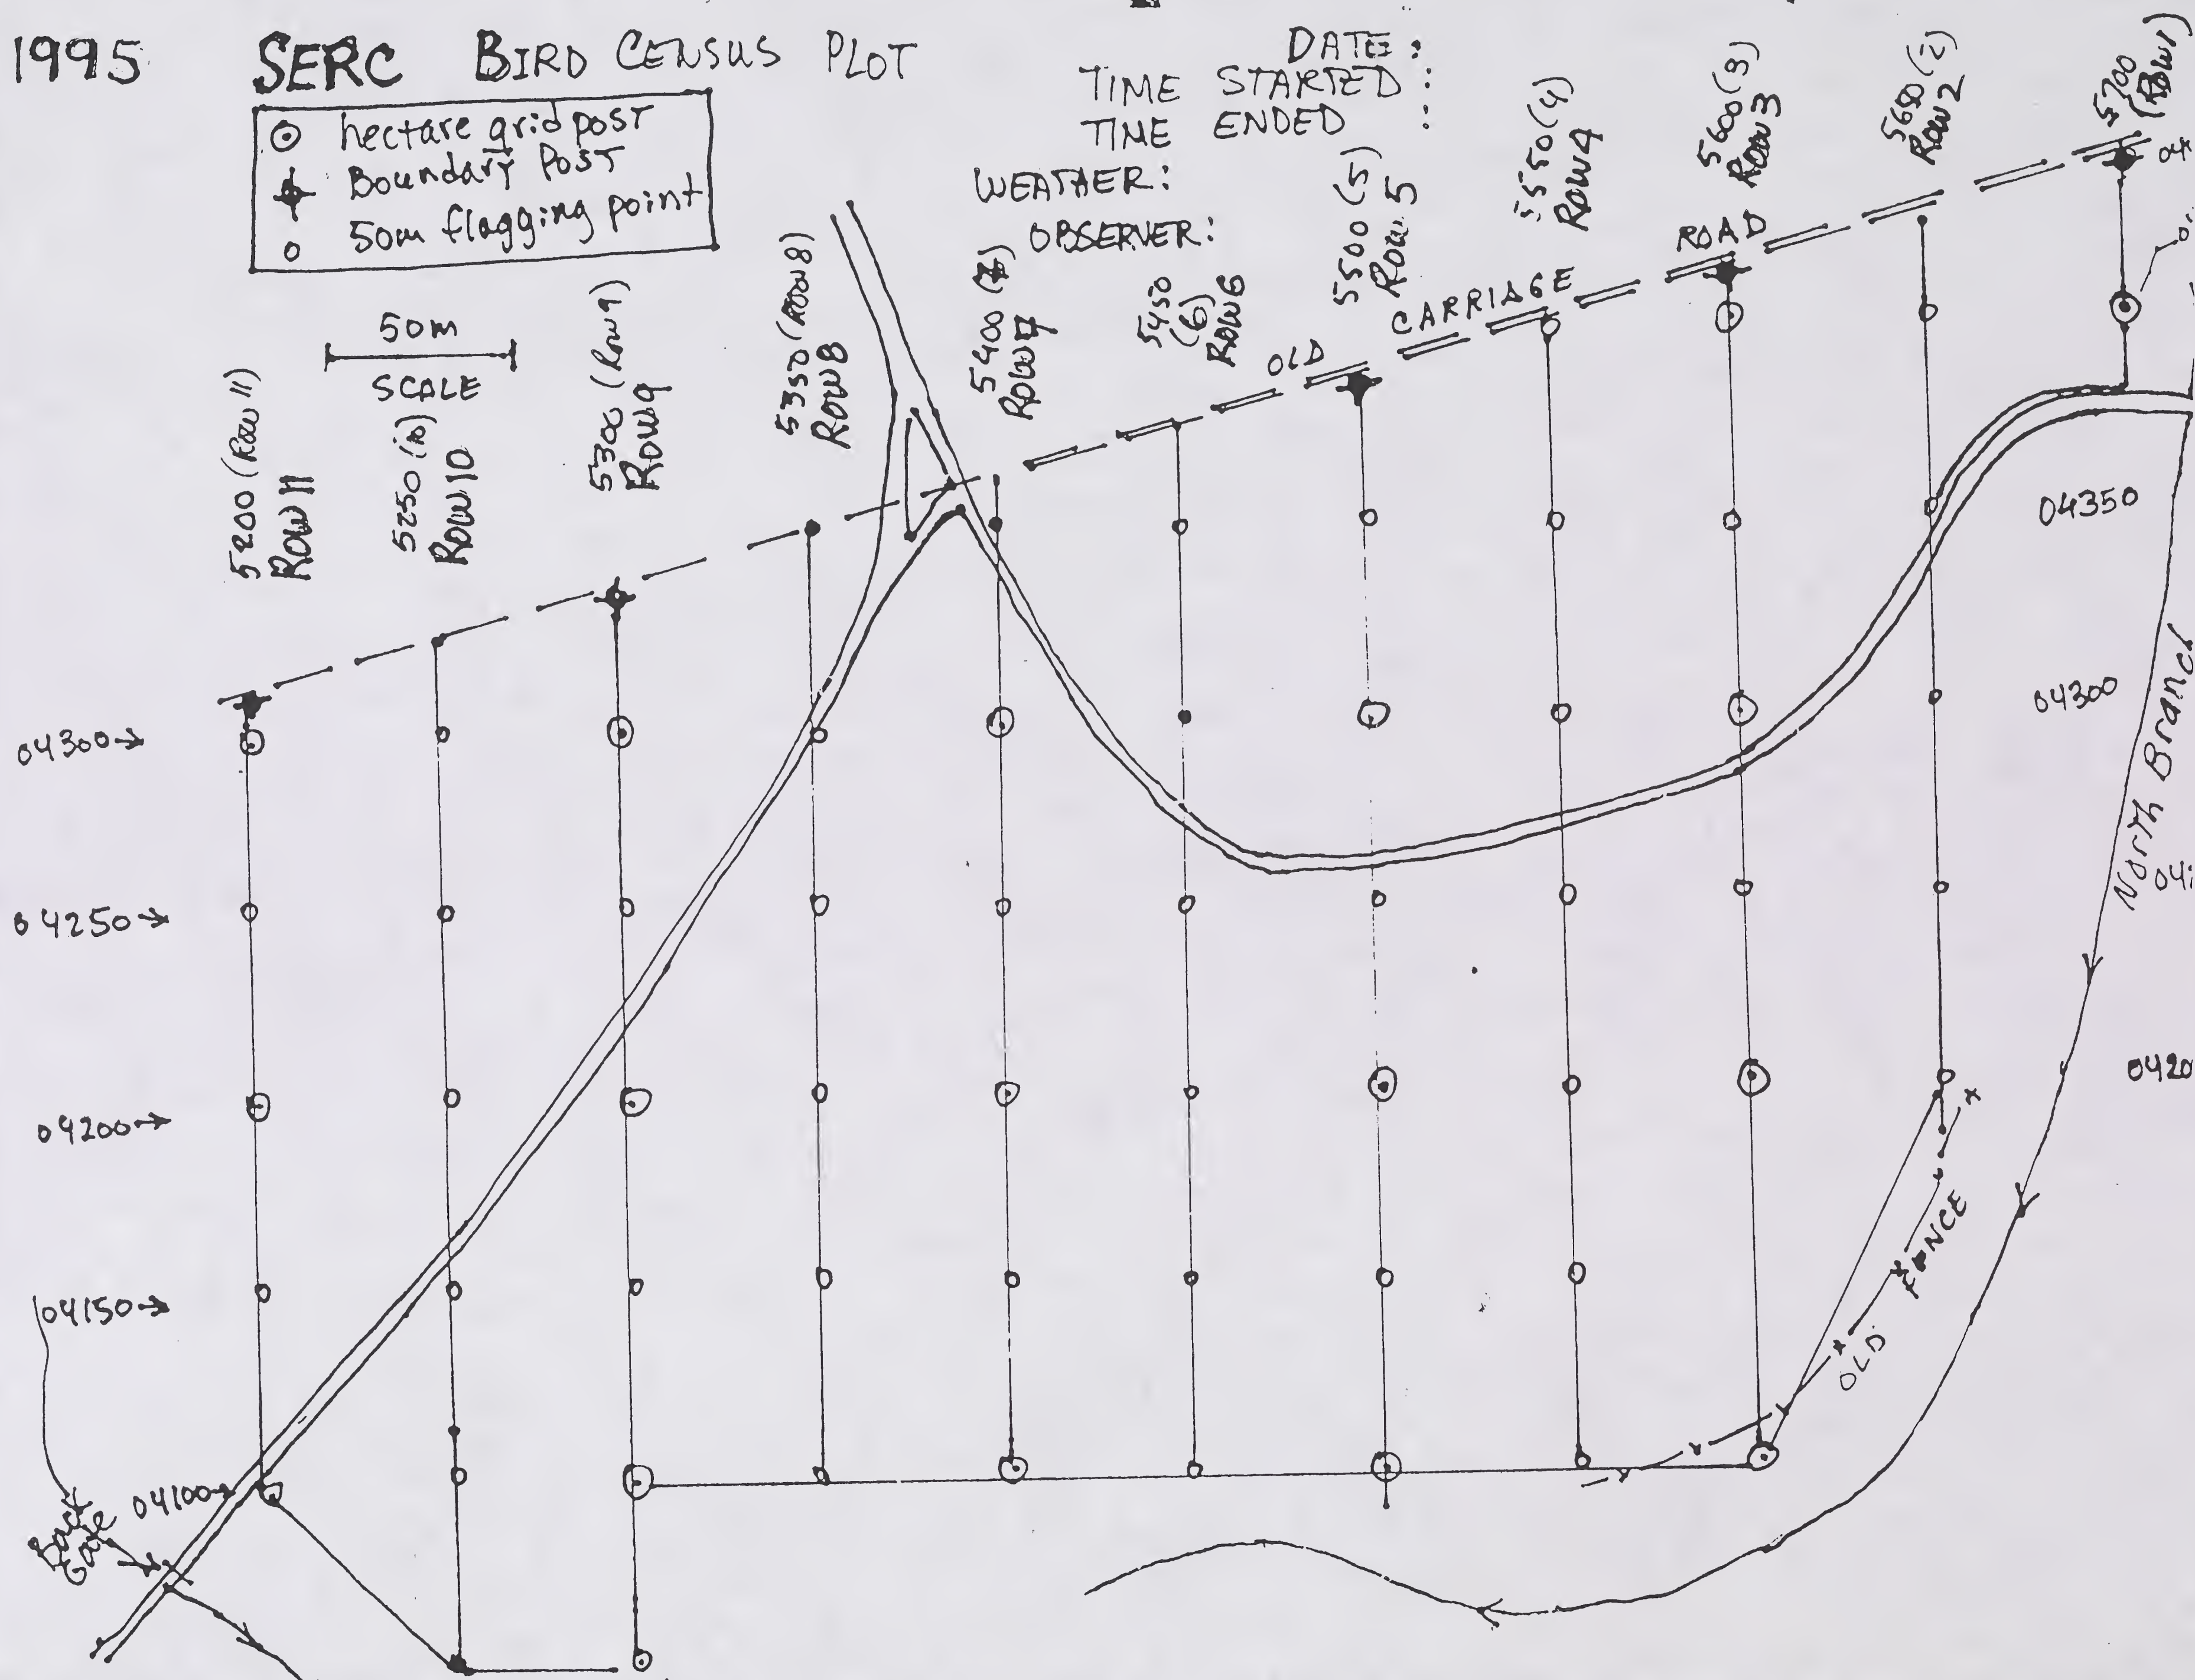 1995 SERC BIRD CENSUS PLOT
DATE:
TIME STARTED :
TIME ENDED :
WEATHER:
OBSERVER:
hectare grid post
Boundary Post
50m flagging point
50m
SCALE
5200 (Row 11)
Row 11
5250 (10)
Row 10
5300 (Row 9)
Row 9
5350 (Row 8)
Row 8
5400 (7)
Row 7
5450
(6)
Row 6
5500 (5)
Row 5
5550 (4)
Row 4
5600 (3)
Row 3
5650 (2)
Row 2
5700
(Row 1)
OLD CARRIAGE ROAD
04350
04300
0420
North Branch
04300→
04250→
04200→
04150→
04100→
OLD FENCE
Back
Gate